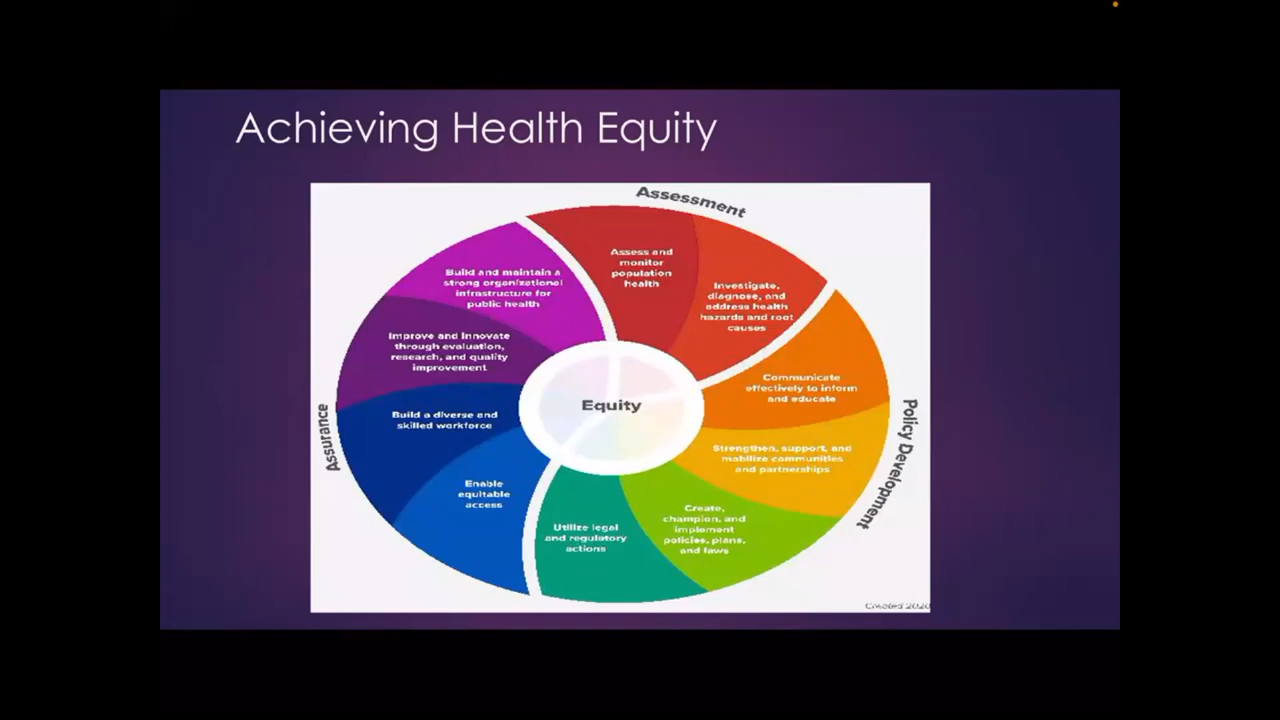 Achieving Health Equity
Assessment
Assess and
monitor
population
health
Investigate,
diagnose, and
address health
hazards and root
causes
Communicate
effectively to inform
and educate
Strengthen, support, and
mobilize communities
and partnerships
Policy Development
Create,
champion, and
implement
policies, plans,
and laws
Utilize legal
and regulatory
actions
Enable
equitable
access
Build a diverse and
skilled workforce
Assurance
Improve and innovate
through evaluation,
research, and quality
improvement
Build and maintain a
strong organizational
infrastructure for
public health
Equity
Created 2020